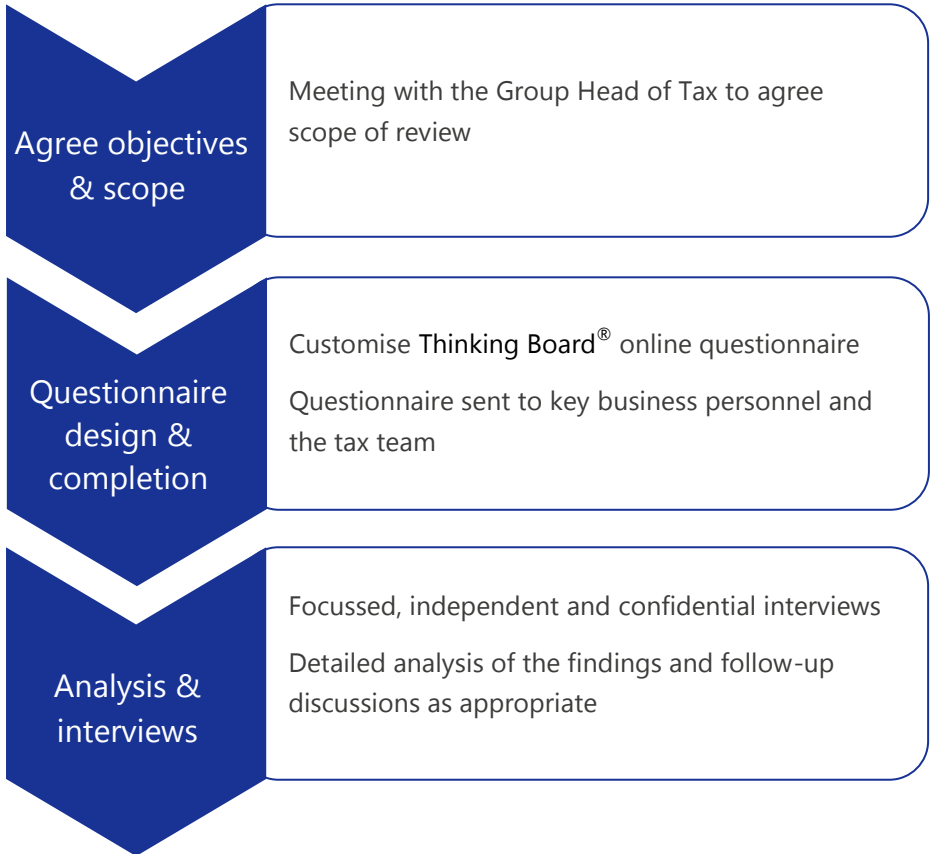 Agree objectives
& scope
Meeting with the Group Head of Tax to agree
scope of review
Questionnaire
design &
completion
Customise Thinking Board® online questionnaire
Questionnaire sent to key business personnel and
the tax team
Analysis &
interviews
Focussed, independent and confidential interviews
Detailed analysis of the findings and follow-up
discussions as appropriate